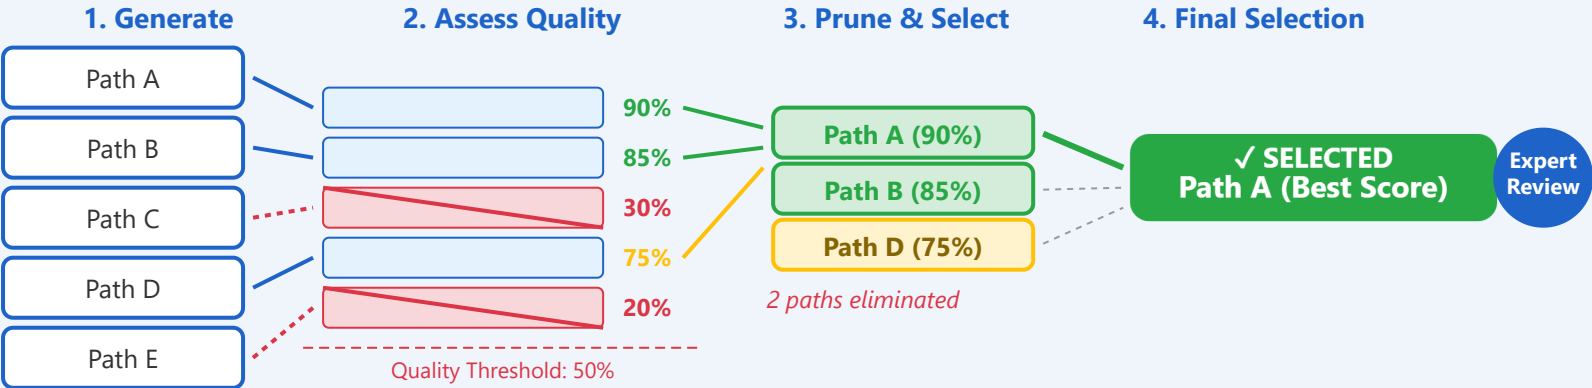 1. Generate
2. Assess Quality
3. Prune & Select
4. Final Selection
Path A
Path B
Path C
Path D
Path E
90%
85%
30%
75%
20%
Quality Threshold: 50%
Path A (90%)
Path B (85%)
Path D (75%)
2 paths eliminated
✓ SELECTED
Path A (Best Score)
Expert
Review